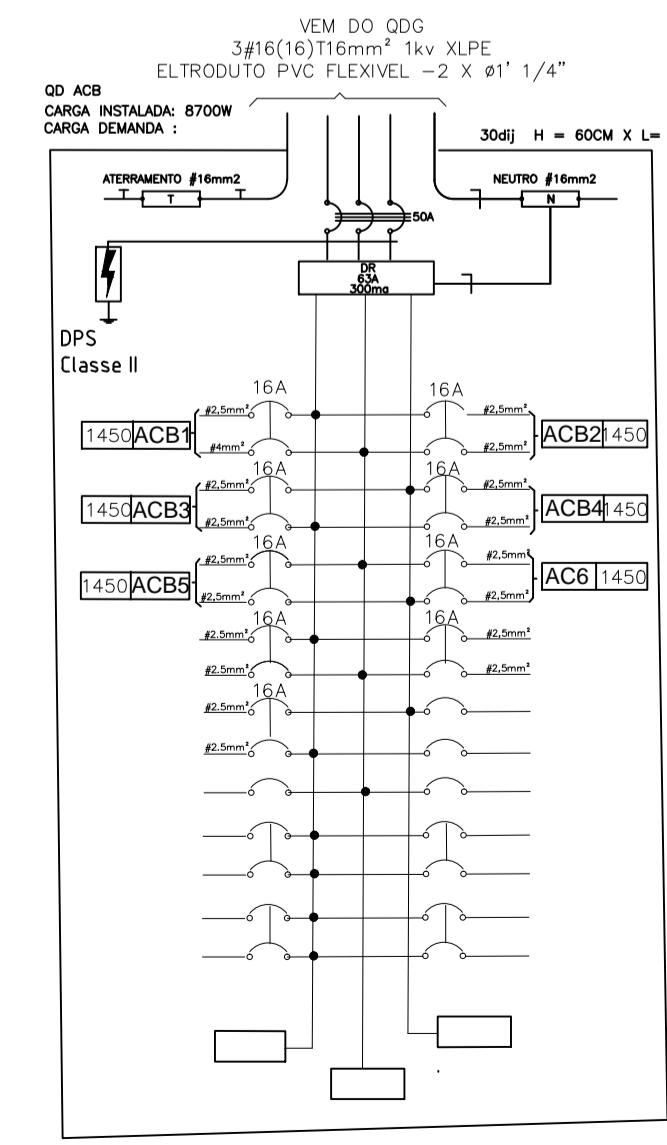 VEM DO QDG
3#16(16)T16mm² 1kv XLPE
ELTRODUTO PVC FLEXIVEL -2 X ø1' 1/4"
QD ACB
CARGA INSTALADA: 8700W
CARGA DEMANDA :
30dij H = 60CM X L=
ATERRAMENTO #16mm2
T
NEUTRO #16mm2
N
50A
DR
63A
300ma
DPS
Classe II
16A
16A
#2,5mm²
#2,5mm²
1450 ACB1
ACB2 1450
#4mm²
#2,5mm²
16A
16A
#2,5mm²
#2,5mm²
1450 ACB3
ACB4 1450
#2,5mm²
#2,5mm²
16A
16A
#2,5mm²
#2,5mm²
1450 ACB5
AC6 1450
#2,5mm²
#2,5mm²
16A
16A
#2.5mm²
#2,5mm²
#2.5mm²
#2,5mm²
16A
#2.5mm²
#2.5mm²